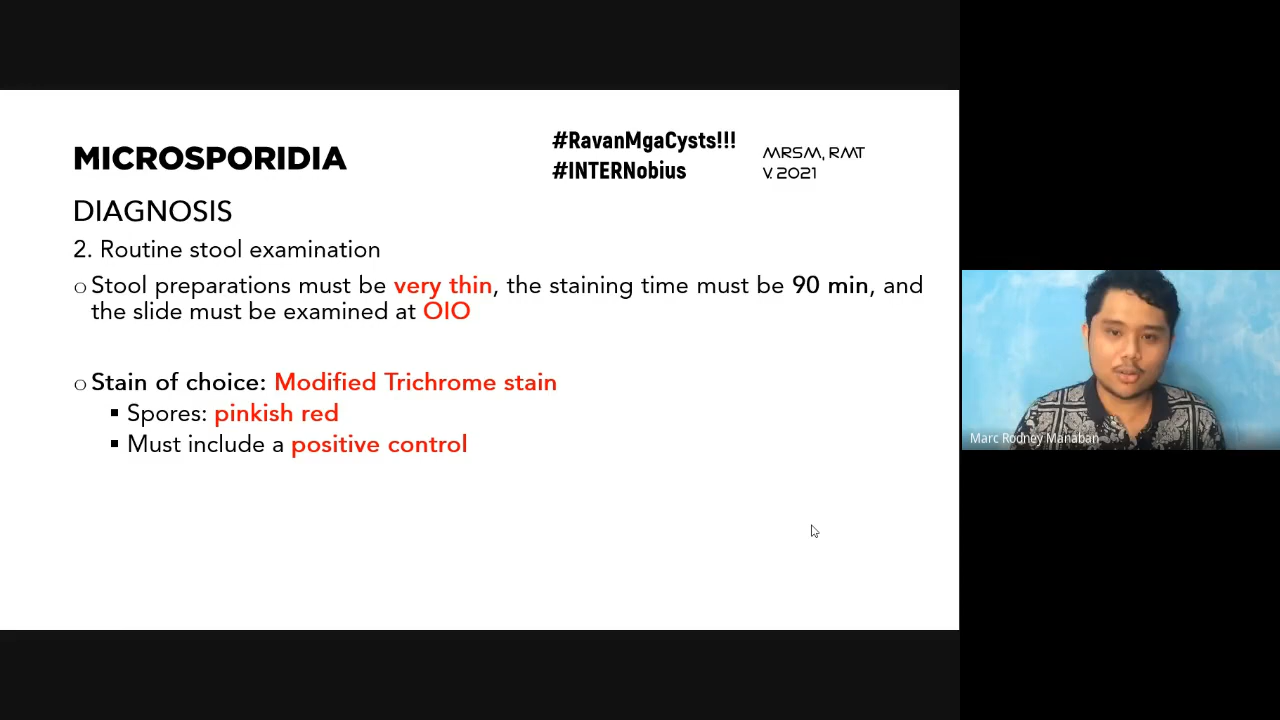 MICROSPORIDIA
#RavanMgaCysts!!!
#INTERNobius
MRSM, RMT
V. 2021
DIAGNOSIS
2. Routine stool examination
o Stool preparations must be very thin, the staining time must be 90 min, and
the slide must be examined at OIO
o Stain of choice: Modified Trichrome stain
▪ Spores: pinkish red
▪ Must include a positive control
Marc Rodney Manaban